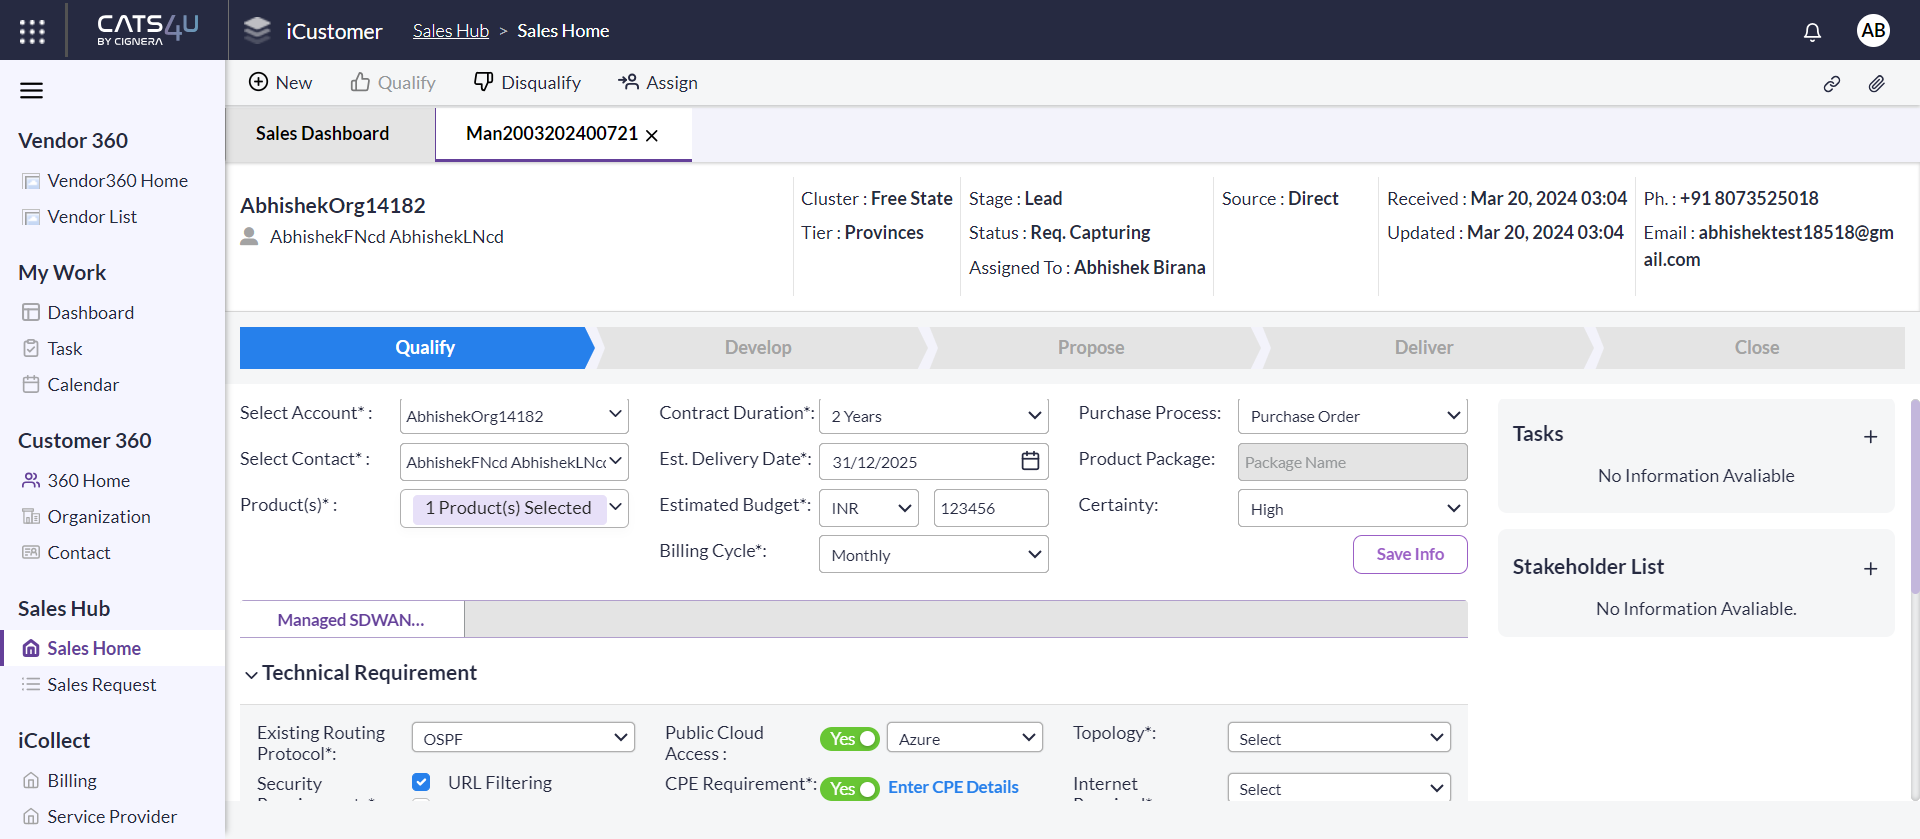 CATS4U
BY CIGNERA
iCustomer
Sales Hub > Sales Home
AB
New
Qualify
Disqualify
Assign
Vendor 360
Vendor360 Home
Vendor List
My Work
Dashboard
Task
Calendar
Customer 360
360 Home
Organization
Contact
Sales Hub
Sales Home
Sales Request
iCollect
Billing
Service Provider
Sales Dashboard
Man2003202400721
AbhishekOrg14182
AbhishekFNcd AbhishekLNcd
Cluster : Free State
Tier : Provinces
Stage : Lead
Status : Req. Capturing
Assigned To : Abhishek Birana
Source : Direct
Received : Mar 20, 2024 03:04
Updated : Mar 20, 2024 03:04
Ph. : +91 8073525018
Email : abhishektest18518@gm
ail.com
Qualify
Develop
Propose
Deliver
Close
Select Account* :
AbhishekOrg14182
Select Contact* :
AbhishekFNcd AbhishekLNcd
Product(s)* :
1 Product(s) Selected
Contract Duration*:
2 Years
Est. Delivery Date*:
31/12/2025
Estimated Budget*:
INR
123456
Billing Cycle*:
Monthly
Purchase Process:
Purchase Order
Product Package:
Package Name
Certainty:
High
Save Info
Tasks
No Information Avaliable
Stakeholder List
No Information Avaliable.
Managed SDWAN...
Technical Requirement
Existing Routing
Protocol*:
OSPF
Security
URL Filtering
Public Cloud
Access :
Yes
Azure
CPE Requirement*:
Yes
Enter CPE Details
Topology*:
Select
Internet
Select